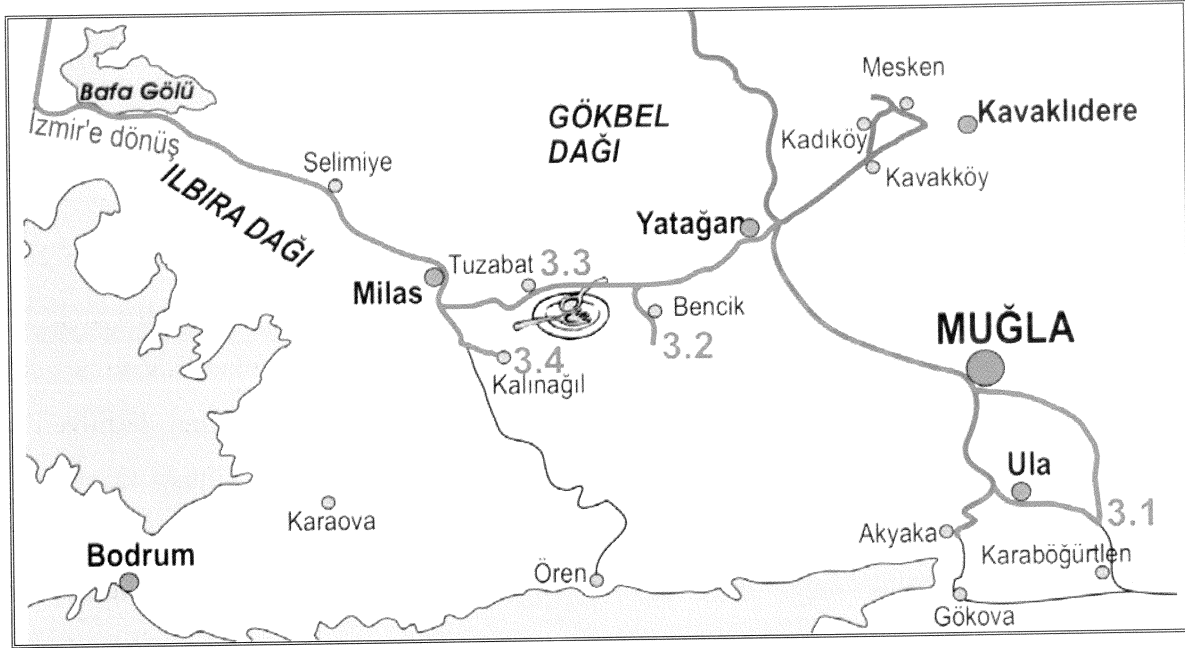 Mesken
Bafa Gölü
Kavaklıdere
GÖKBEL
DAĞI
İzmir'e dönüş
Kadıköy
Selimiye
Kavakköy
ILBIRA DAĞI
Yatağan
Tuzabat 3.3
Milas
Bencik
MUĞLA
3.2
3.4
Kalınağıl
Ula
3.1
Karaova
Akyaka
Karaböğürtlen
Bodrum
Ören
Gökova